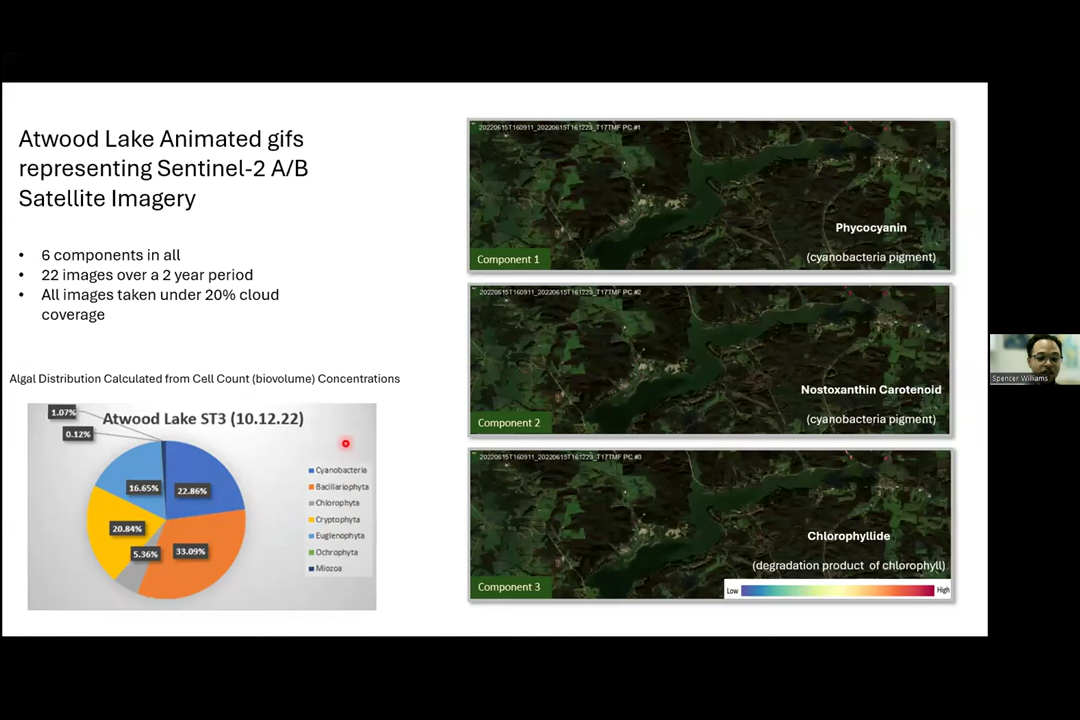 Atwood Lake Animated gifs
representing Sentinel-2 A/B
Satellite Imagery
• 6 components in all
• 22 images over a 2 year period
• All images taken under 20% cloud
coverage
Algal Distribution Calculated from Cell Count (biovolume) Concentrations
Atwood Lake ST3 (10.12.22)
1.07%
0.12%
16.65%
22.86%
20.84%
5.36%
33.09%
Cyanobacteria
Bacillariophyta
Chlorophyta
Cryptophyta
Euglenophyta
Ochrophyta
Miozoa
20220615T160911_20220615T161223_T17TMF PC #1
Phycocyanin
(cyanobacteria pigment)
Component 1
20220615T160911_20220615T161223_T17TMF PC #2
Nostoxanthin Carotenoid
(cyanobacteria pigment)
Component 2
20220615T160911_20220615T161223_T17TMF PC #3
Chlorophyllide
(degradation product of chlorophyll)
Component 3
Low
High
Spencer Williams